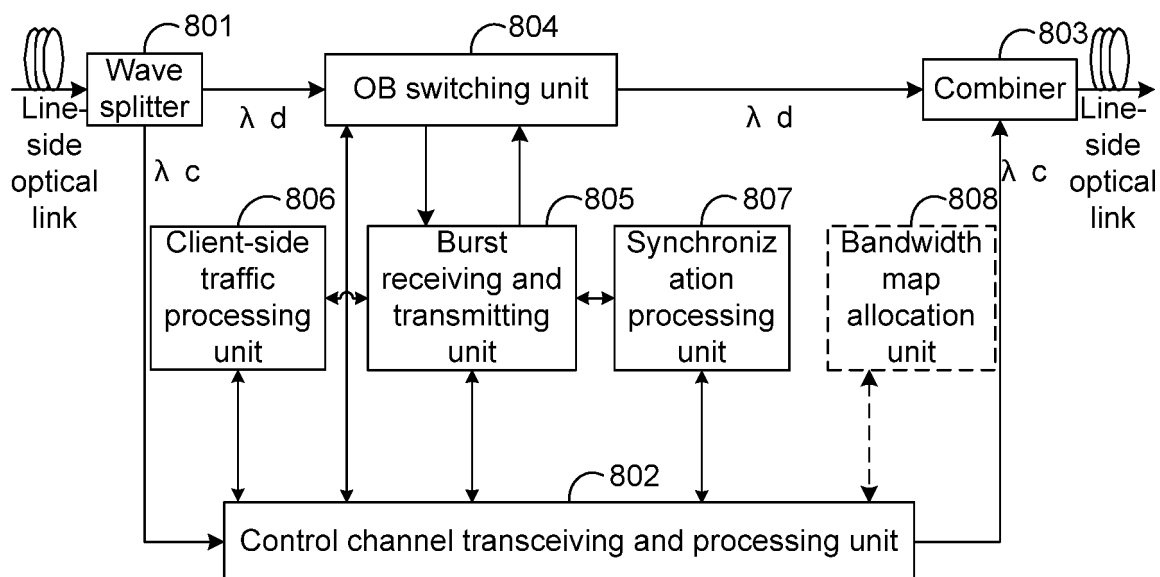 801
804
803
Wave
splitter
OB switching unit
Combiner
Line-
side
optical
link
λ d
λ d
Line-
side
optical
link
λ c
λ c
806
805
807
808
Client-side
traffic
processing
unit
Burst
receiving and
transmitting
unit
Synchroniz
ation
processing
unit
Bandwidth
map
allocation
unit
802
Control channel transceiving and processing unit